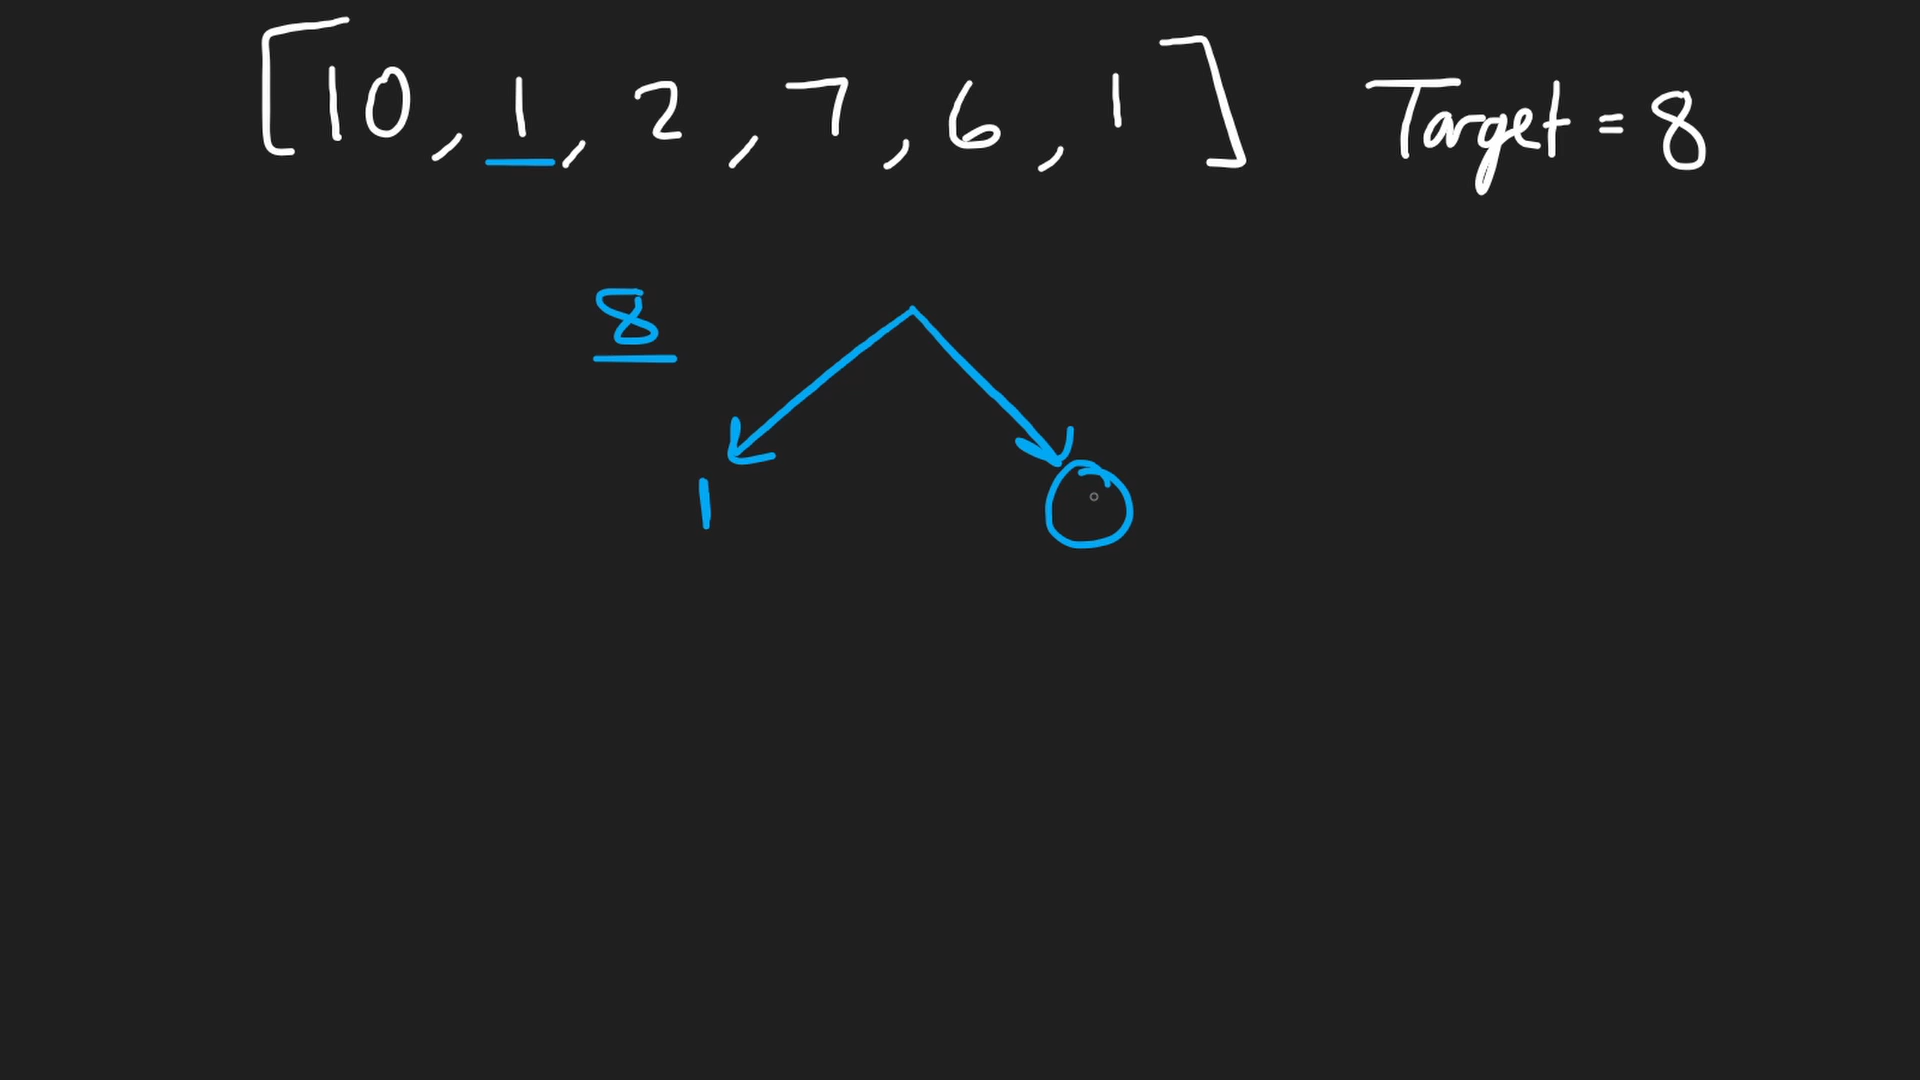 [10, 1, 2, 7, 6, 1] Target = 8
8
1